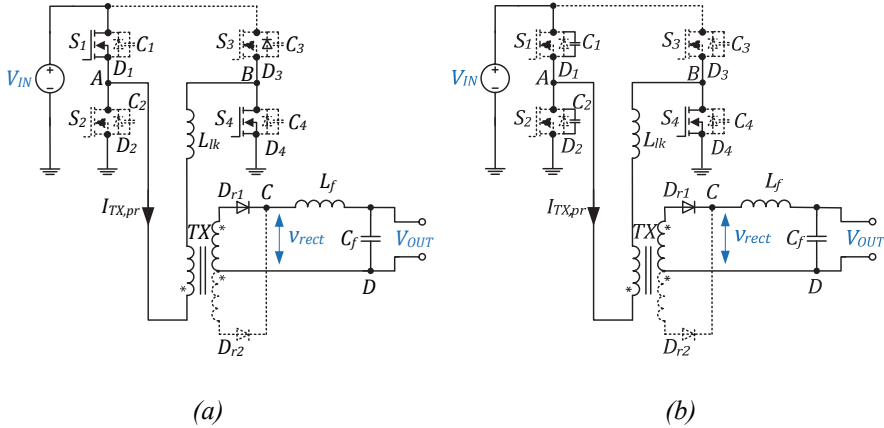 S1
C1
D1
S3
C3
D3
VIN
A
B
S2
C2
D2
S4
C4
D4
Llk
ITX,pr
TX
*
*
*
Dr1
C
Lf
vrect
Cf
VOUT
D
Dr2
(a)
S1
C1
D1
S3
C3
D3
VIN
A
B
S2
C2
D2
S4
C4
D4
Llk
ITX,pr
TX
*
*
*
Dr1
C
Lf
vrect
Cf
VOUT
D
Dr2
(b)